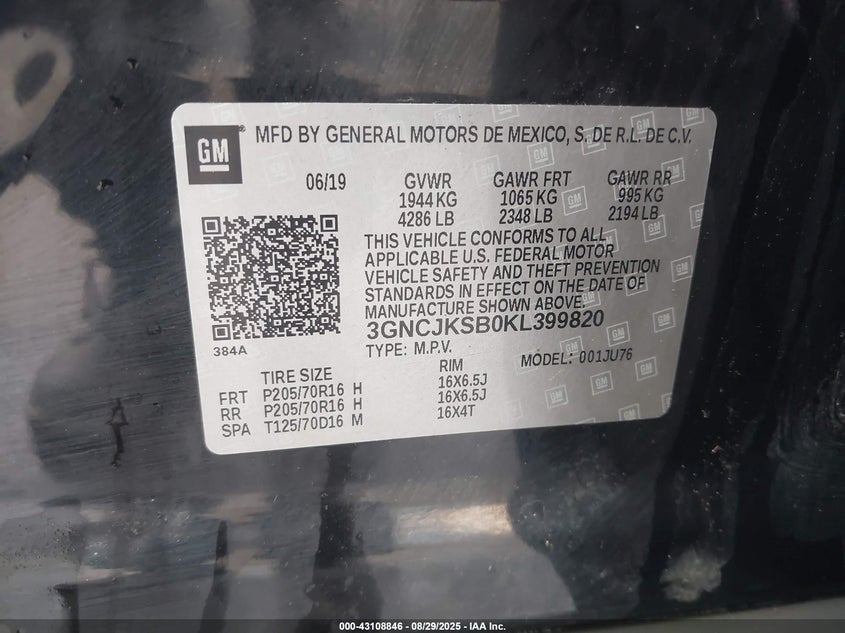 GM MFD BY GENERAL MOTORS DE MEXICO, S. DE R.L. DE C.V.
06/19 GVWR GAWR FRT GAWR RR
1944 KG 1065 KG 995 KG
4286 LB 2348 LB 2194 LB
THIS VEHICLE CONFORMS TO ALL
APPLICABLE U.S. FEDERAL MOTOR
VEHICLE SAFETY AND THEFT PREVENTION
STANDARDS IN EFFECT ON THE DATE OF
MANUFACTURE SHOWN ABOVE.
3GNCJKSB0KL399820
384A
TYPE: M.P.V. MODEL: 001JU76
TIRE SIZE RIM
FRT P205/70R16 H 16X6.5J
RR P205/70R16 H 16X6.5J
SPA T125/70D16 M 16X4T
000-43108846 - 08/29/2025 - IAA Inc.